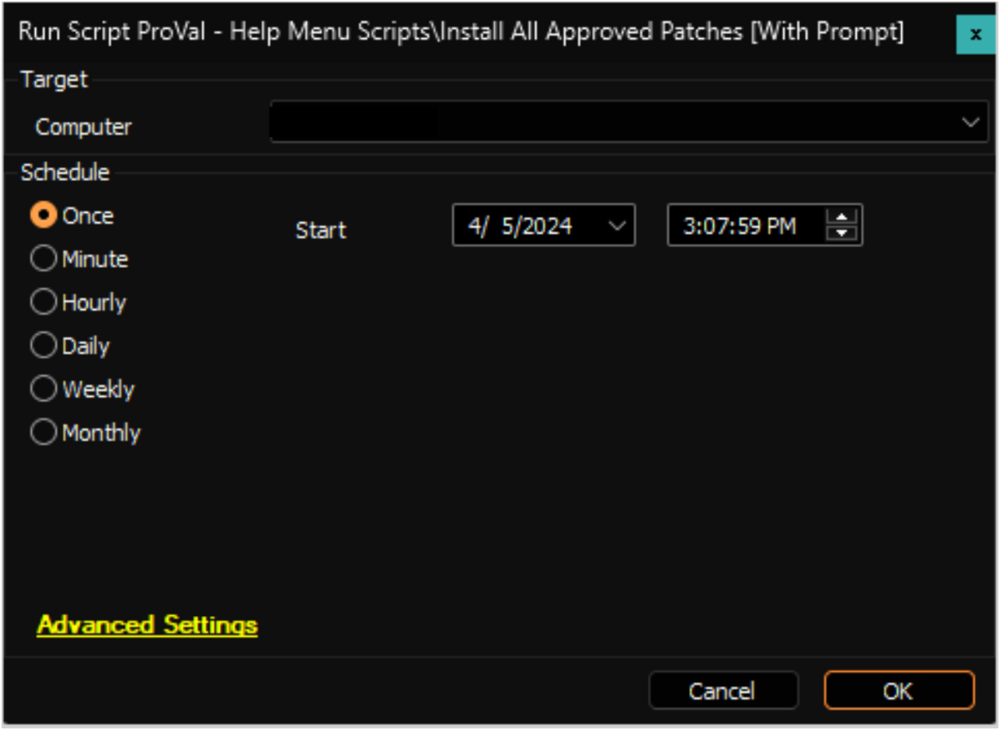 Run Script ProVal - Help Menu Scripts\Install All Approved Patches [With Prompt] x
Target
Computer
Schedule
Once
Start 4/ 5/2024 3:07:59 PM
Minute
Hourly
Daily
Weekly
Monthly
Advanced Settings
Cancel OK